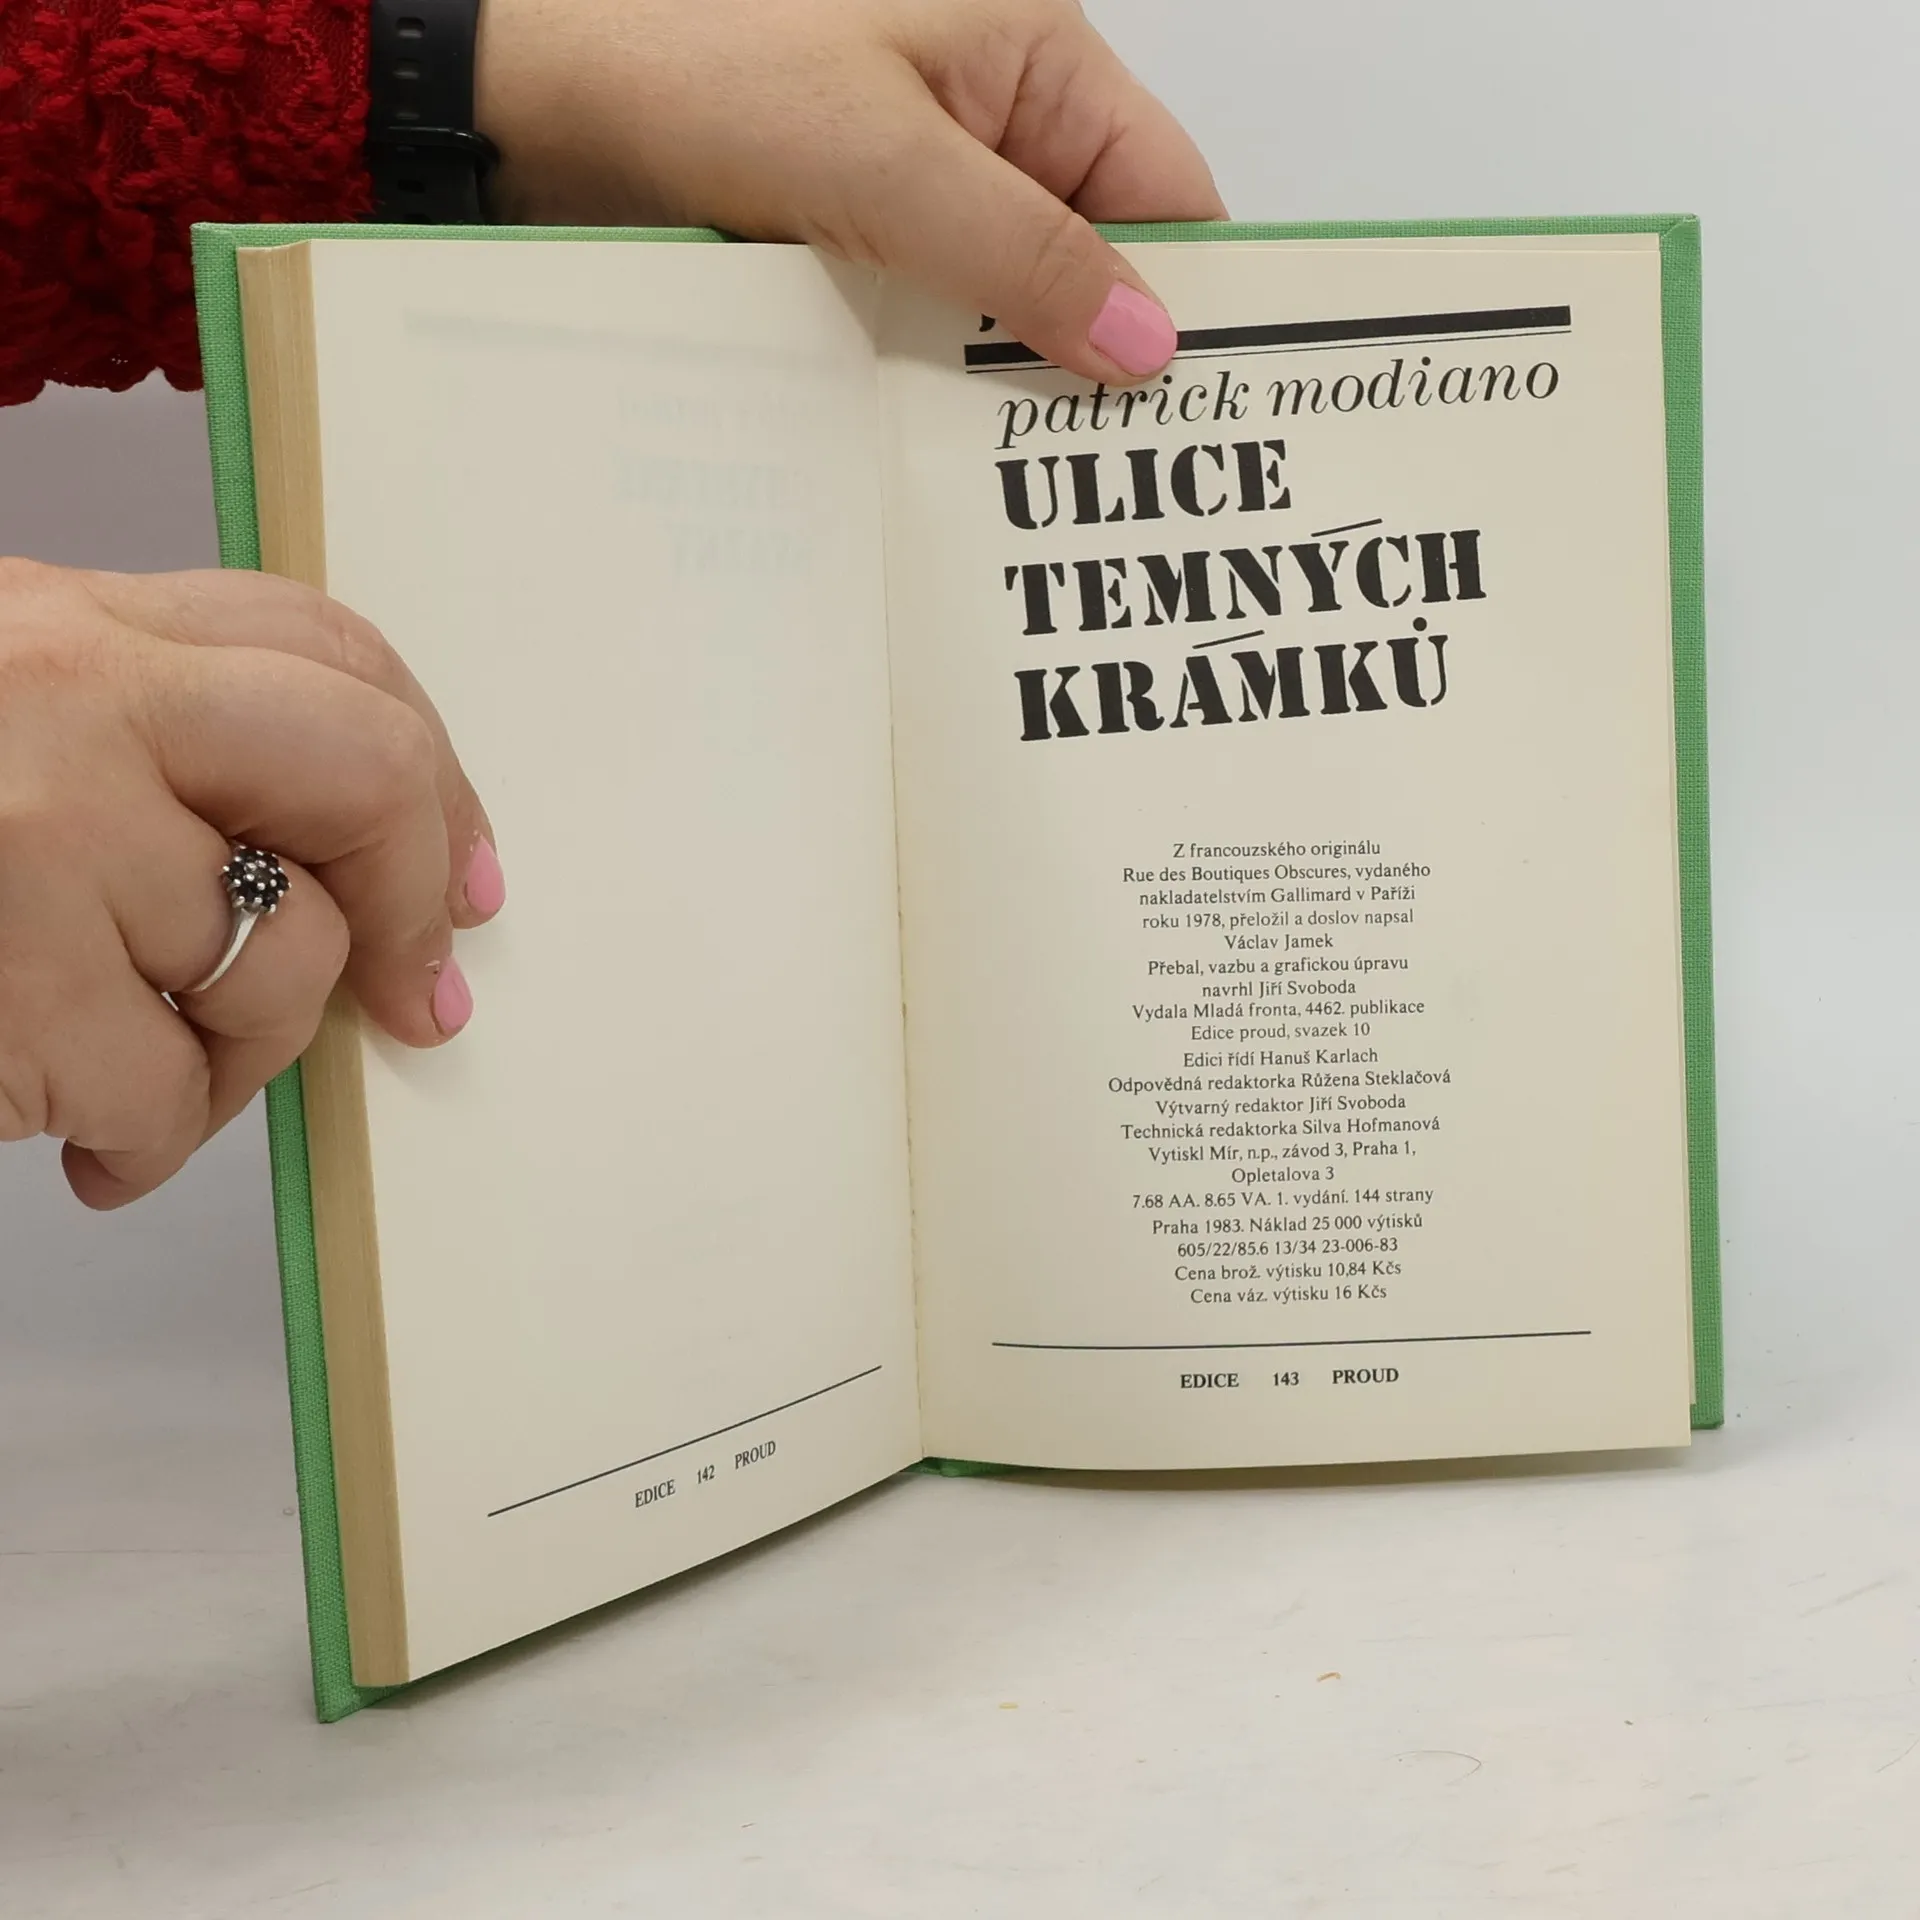 EDICE 142 PROUD
patrick modiano
ULICE
TEMNÝCH
KRÁMKŮ
Z francouzského originálu
Rue des Boutiques Obscures, vydaného
nakladatelstvím Gallimard v Paříži
roku 1978, přeložil a doslov napsal
Václav Jamek
Přebal, vazbu a grafickou úpravu
navrhl Jiří Svoboda
Vydala Mladá fronta, 4462. publikace
Edice proud, svazek 10
Edici řídí Hanuš Karlach
Odpovědná redaktorka Růžena Steklačová
Výtvarný redaktor Jiří Svoboda
Technická redaktorka Silva Hofmanová
Vytiskl Mír, n.p., závod 3, Praha 1,
Opletalova 3
7.68 AA. 8.65 VA. 1. vydání. 144 strany
Praha 1983. Náklad 25 000 výtisků
605/22/85.6 13/34 23-006-83
Cena brož. výtisku 10,84 Kčs
Cena váz. výtisku 16 Kčs
EDICE 143 PROUD